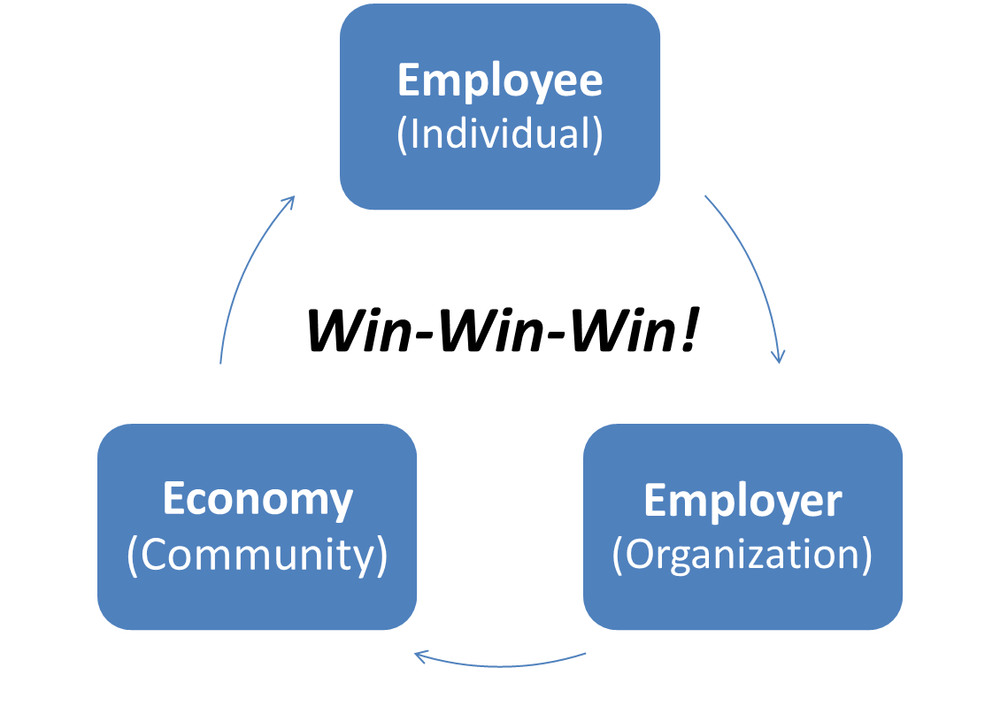 Employee
(Individual)
Win-Win-Win!
Economy
(Community)
Employer
(Organization)